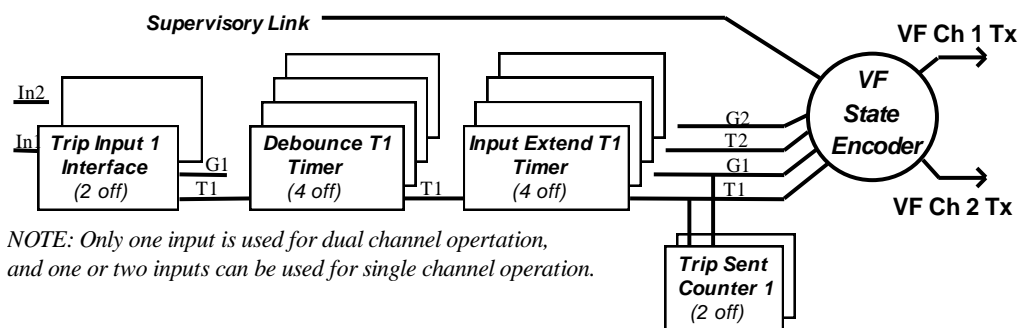 Supervisory Link
VF Ch 1 Tx
VF
State
Encoder
In2
In1
Trip Input 1
Interface
(2 off)
G1
T1
Debounce T1
Timer
(4 off)
T1
Input Extend T1
Timer
(4 off)
G2
T2
G1
T1
VF Ch 2 Tx
NOTE: Only one input is used for dual channel opertation,
and one or two inputs can be used for single channel operation.
Trip Sent
Counter 1
(2 off)